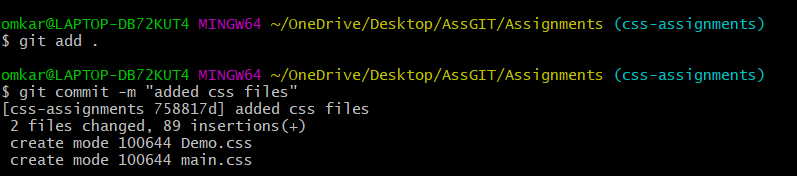 omkar@LAPTOP-DB72KUT4 MINGW64 ~/OneDrive/Desktop/AssGIT/Assignments (css-assignments)
$ git add .
omkar@LAPTOP-DB72KUT4 MINGW64 ~/OneDrive/Desktop/AssGIT/Assignments (css-assignments)
$ git commit -m "added css files"
[css-assignments 758817d] added css files
 2 files changed, 89 insertions(+)
 create mode 100644 Demo.css
 create mode 100644 main.css